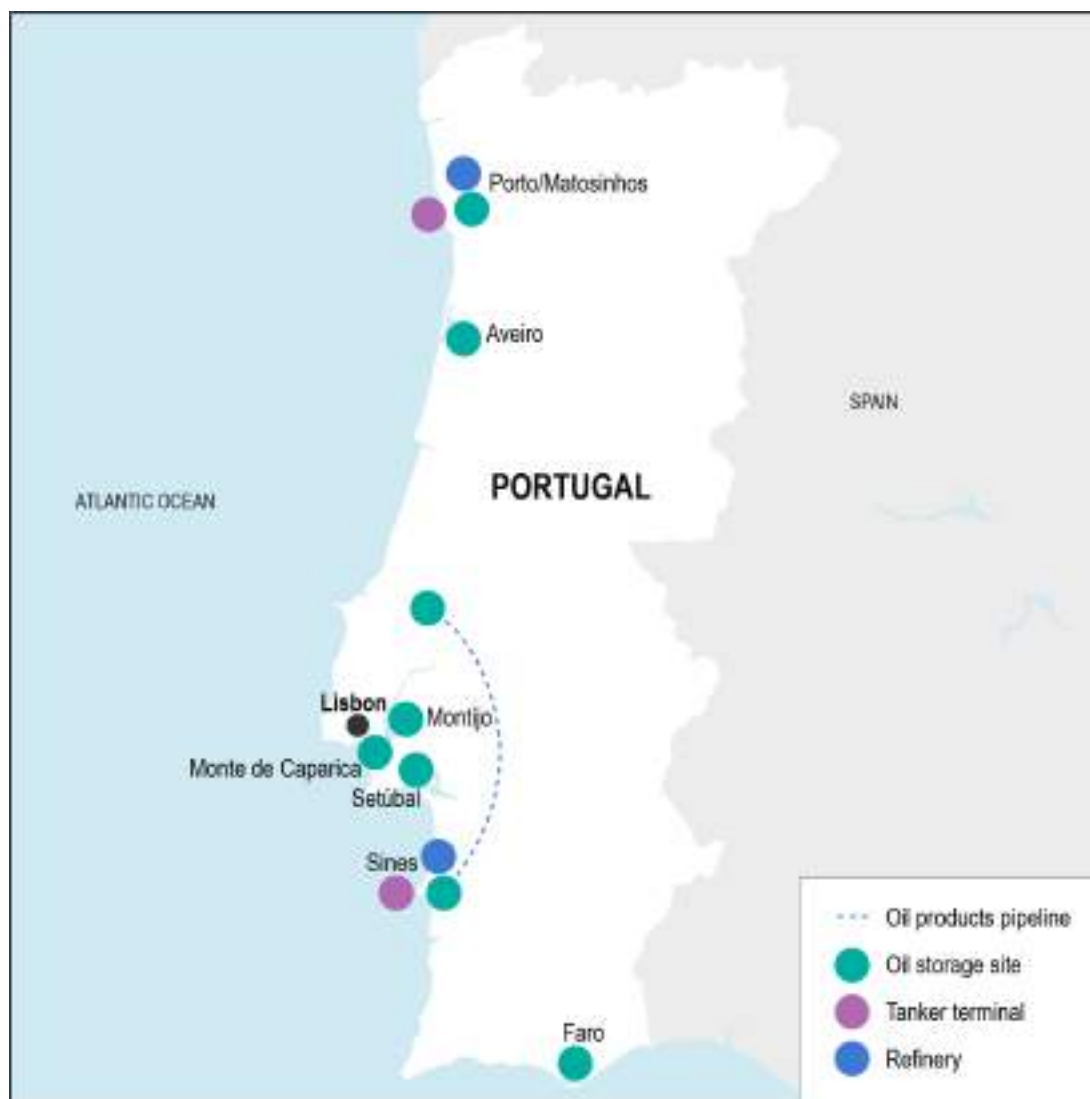 Porto/Matosinhos
Aveiro
SPAIN
PORTUGAL
ATLANTIC OCEAN
Lisbon
Montijo
Monte de Caparica
Setúbal
Sines
Faro
Oil products pipeline
Oil storage site
Tanker terminal
Refinery